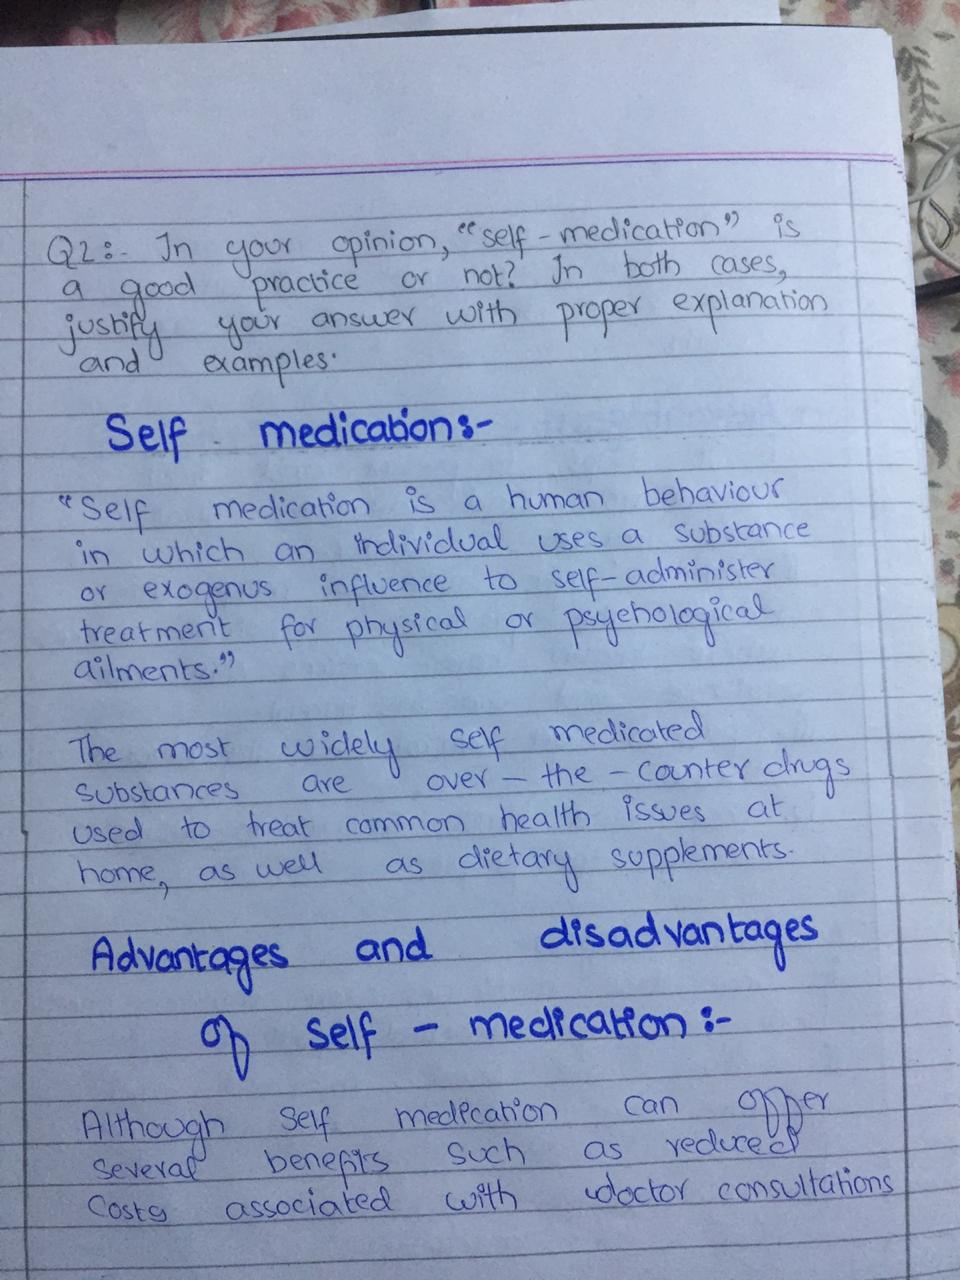 Q2:- In your opinion, "self-medication" is
a good practice or not? In both cases,
justify your answer with proper explanation
and examples.
Self medication:-
"Self medication is a human behaviour
in which an individual uses a substance
or exogenus influence to self-administer
treatment for physical or psychological
ailments."
The most widely self medicated
substances are over-the-counter drugs
used to treat common health issues at
home, as well as dietary supplements.
Advantages and disadvantages
of self-medication:-
Although self medication can offer
several benefits such as reduced
costs associated with doctor consultations